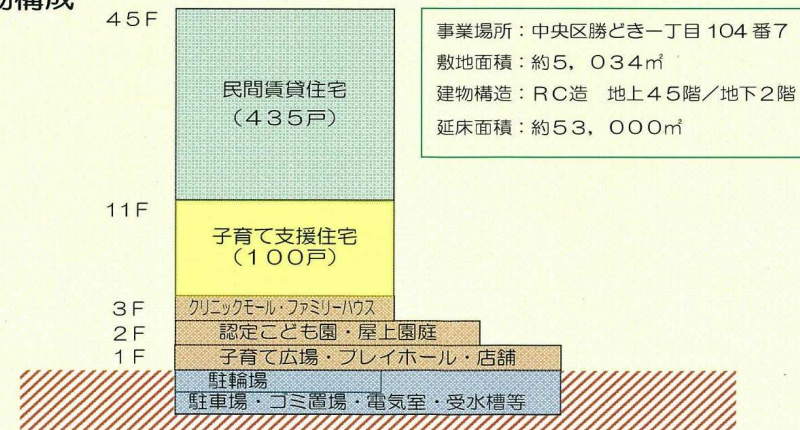 物構成
45F
民間賃貸住宅
(435戸)
11F
子育て支援住宅
(100戸)
3F
クリニックモール・ファミリーハウス
2F
認定こども園・屋上園庭
1F
子育て広場・プレイホール・店舗
駐輪場
駐車場・ゴミ置場・電気室・受水槽等
事業場所:中央区勝どき一丁目104番7
敷地面積:約5,034㎡
建物構造:RC造 地上45階/地下2階
延床面積:約53,000㎡